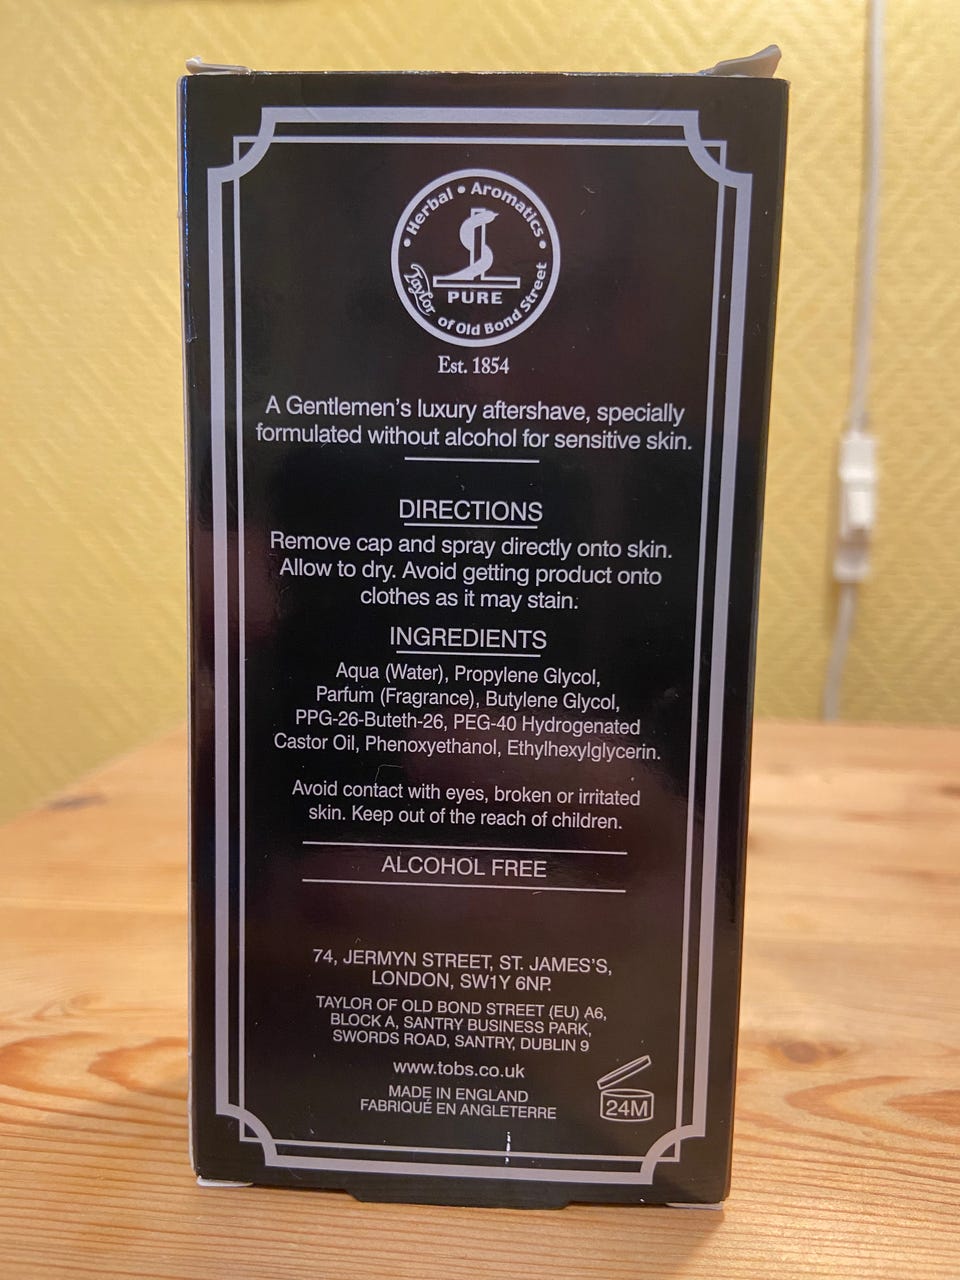 Herbal • Aromatics
PURE
Taylor of Old Bond Street
Est. 1854
A Gentlemen's luxury aftershave, specially
formulated without alcohol for sensitive skin.
DIRECTIONS
Remove cap and spray directly onto skin.
Allow to dry. Avoid getting product onto
clothes as it may stain.
INGREDIENTS
Aqua (Water), Propylene Glycol,
Parfum (Fragrance), Butylene Glycol,
PPG-26-Buteth-26, PEG-40 Hydrogenated
Castor Oil, Phenoxyethanol, Ethylhexylglycerin.
Avoid contact with eyes, broken or irritated
skin. Keep out of the reach of children.
ALCOHOL FREE
74, JERMYN STREET, ST. JAMES'S,
LONDON, SW1Y 6NP.
TAYLOR OF OLD BOND STREET (EU) A6,
BLOCK A, SANTRY BUSINESS PARK,
SWORDS ROAD, SANTRY, DUBLIN 9
www.tobs.co.uk
MADE IN ENGLAND
FABRIQUÉ EN ANGLETERRE
24M